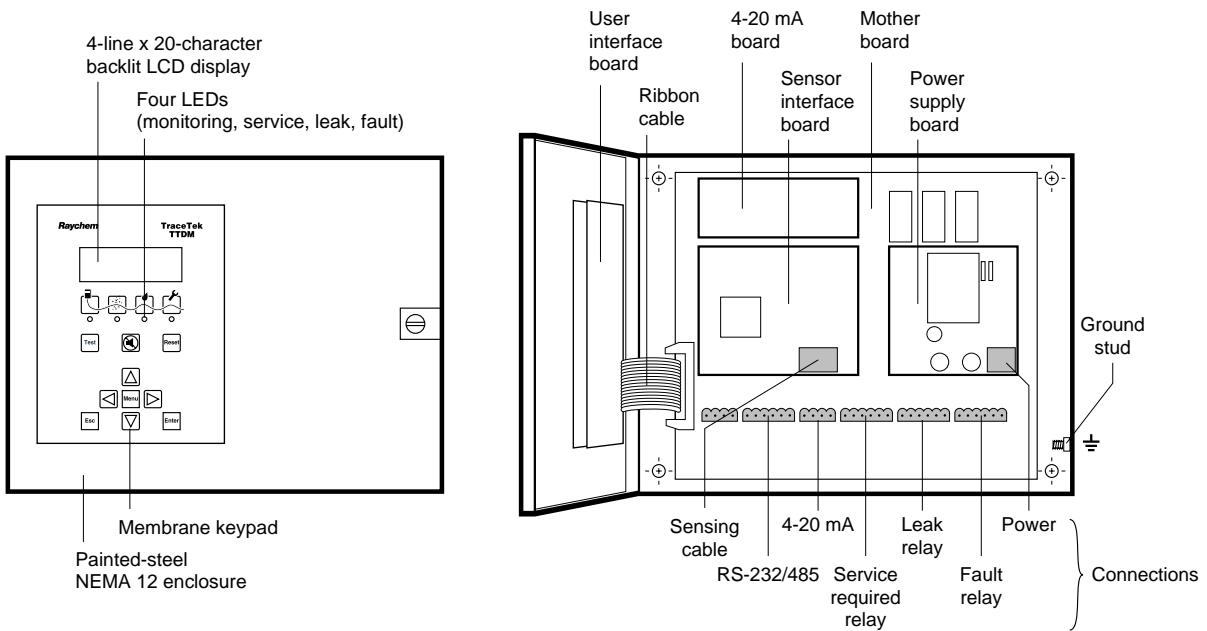 4-line x 20-character
backlit LCD display
Four LEDs
(monitoring, service, leak, fault)
Raychem
TraceTek
TTDM
Test
Reset
Menu
Esc
Enter
Membrane keypad
Painted-steel
NEMA 12 enclosure
User
interface
board
Ribbon
cable
4-20 mA
board
Sensor
interface
board
Mother
board
Power
supply
board
Ground
stud
Sensing
cable
RS-232/485
4-20 mA
Service
required
relay
Leak
relay
Fault
relay
Power
Connections